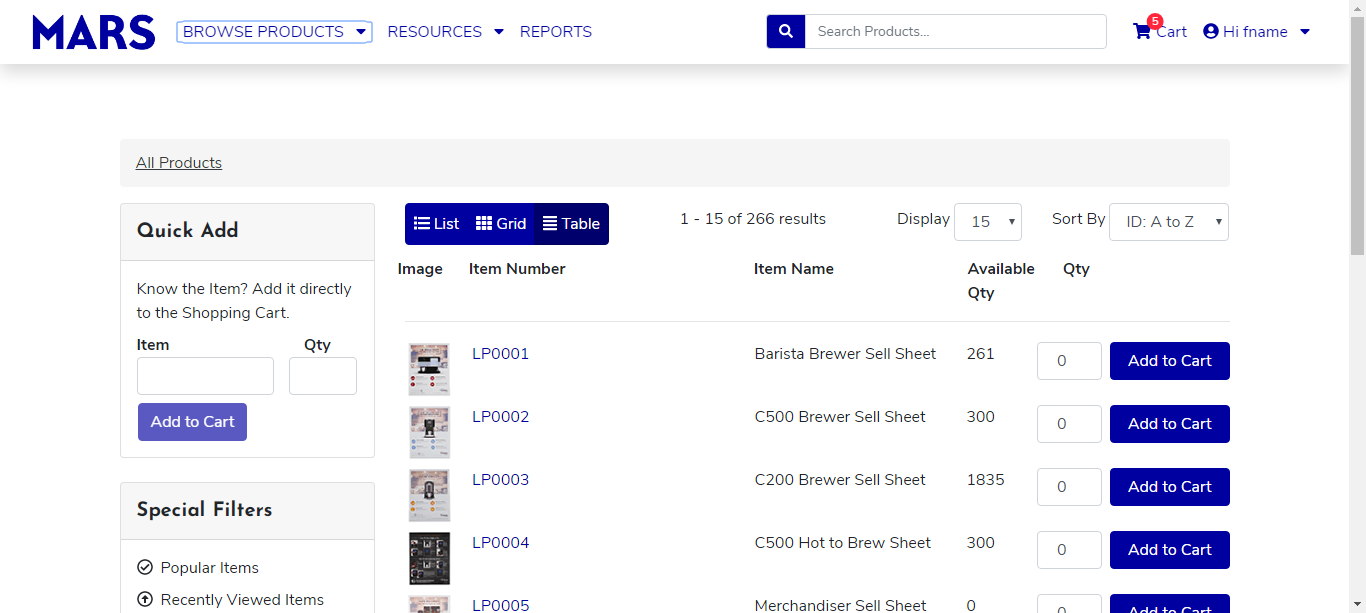 MARS BROWSE PRODUCTS RESOURCES REPORTS Search Products... 5 Cart Hi fname
All Products
Quick Add
Know the Item? Add it directly
to the Shopping Cart.
Item Qty
Add to Cart
Special Filters
Popular Items
Recently Viewed Items
List Grid Table 1 - 15 of 266 results Display 15 Sort By ID: A to Z
Image Item Number Item Name Available Qty Qty
LP0001 Barista Brewer Sell Sheet 261 0 Add to Cart
LP0002 C500 Brewer Sell Sheet 300 0 Add to Cart
LP0003 C200 Brewer Sell Sheet 1835 0 Add to Cart
LP0004 C500 Hot to Brew Sheet 300 0 Add to Cart
LP0005 Merchandiser Sell Sheet 0 0 Add to Cart